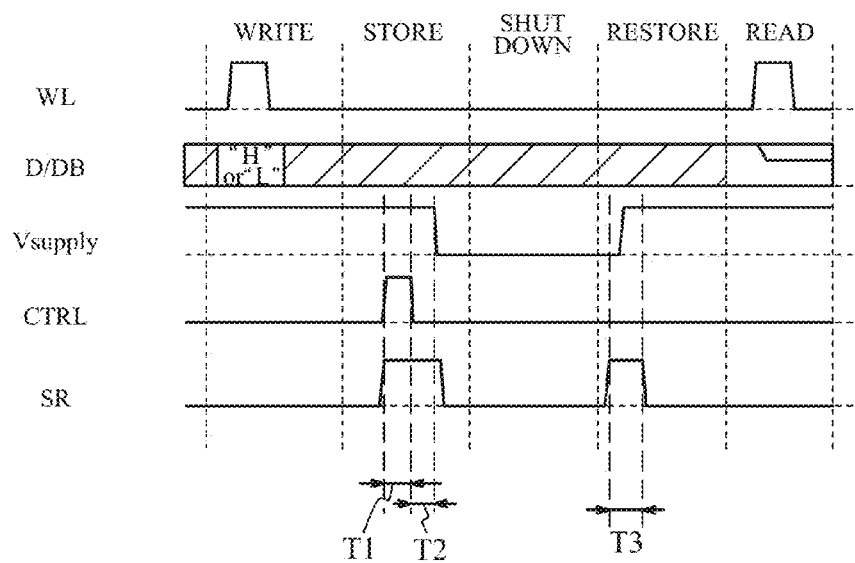 WRITE STORE SHUT DOWN RESTORE READ
WL
D/DB
"H"
or"L"
Vsupply
CTRL
SR
T1 T2 T3